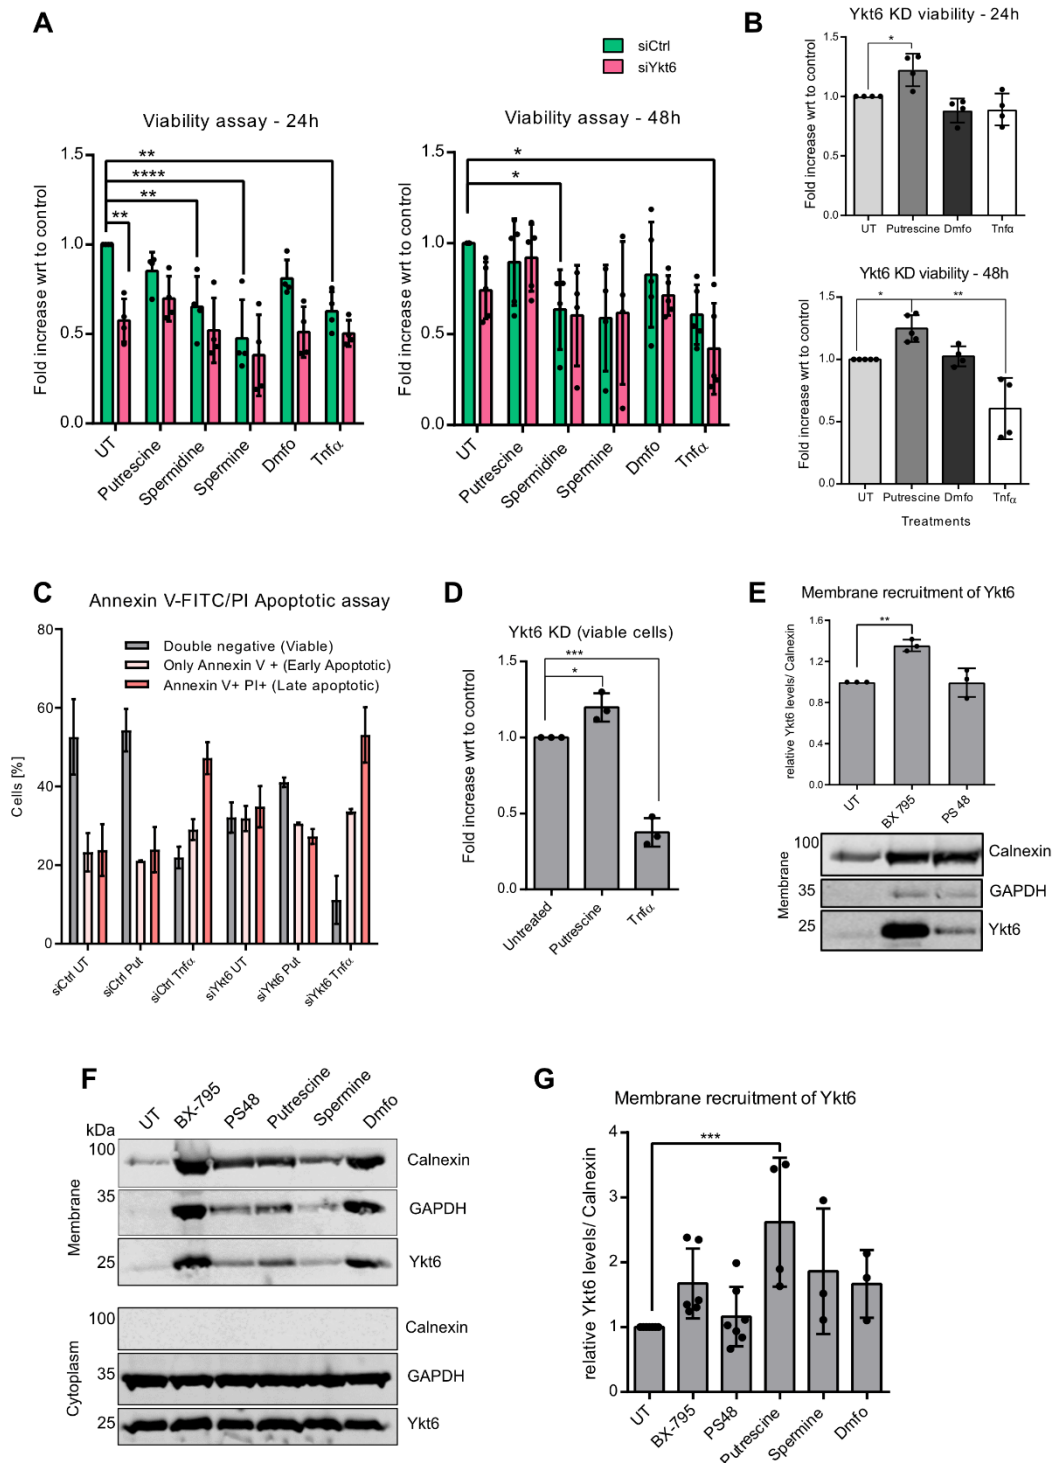 A
siCtrl
siYkt6
Viability assay - 24h
Fold increase wrt to control
1.5
1.0
0.5
0.0
**
****
**
**
UT
Putrescine
Spermidine
Spermine
Dmfo
Tnfα
Viability assay - 48h
Fold increase wrt to control
1.5
1.0
0.5
0.0
*
*
UT
Putrescine
Spermidine
Spermine
Dmfo
Tnfα
B
Ykt6 KD viability - 24h
Fold increase wrt to control
1.5
1.0
0.5
0.0
*
UT Putrescine Dmfo Tnfα
Ykt6 KD viability - 48h
Fold increase wrt to control
1.5
1.0
0.5
0.0
* **
UT Putrescine Dmfo Tnfα
Treatments
C
Annexin V-FITC/PI Apoptotic assay
Double negative (Viable)
Only Annexin V + (Early Apoptotic)
Annexin V+ PI+ (Late apoptotic)
Cells [%]
80
60
40
20
0
siCtrl UT
siCtrl Put
siCtrl Tnfα
siYkt6 UT
siYkt6 Put
siYkt6 Tnfα
D
Ykt6 KD (viable cells)
Fold increase wrt to control
1.5
1.0
0.5
0.0
***
*
Untreated
Putrescine
Tnfα
E
Membrane recruitment of Ykt6
relative Ykt6 levels/ Calnexin
1.6
1.2
0.8
0.4
0.0
**
UT
BX 795
PS 48
Membrane
100 Calnexin
35 GAPDH
25 Ykt6
F
UT
BX-795
PS48
Putrescine
Spermine
Dmfo
kDa
Membrane
100 Calnexin
35 GAPDH
25 Ykt6
Cytoplasm
100 Calnexin
35 GAPDH
25 Ykt6
G
Membrane recruitment of Ykt6
relative Ykt6 levels/ Calnexin
4
3
2
1
0
***
UT
BX-795
PS48
Putrescine
Spermine
Dmfo